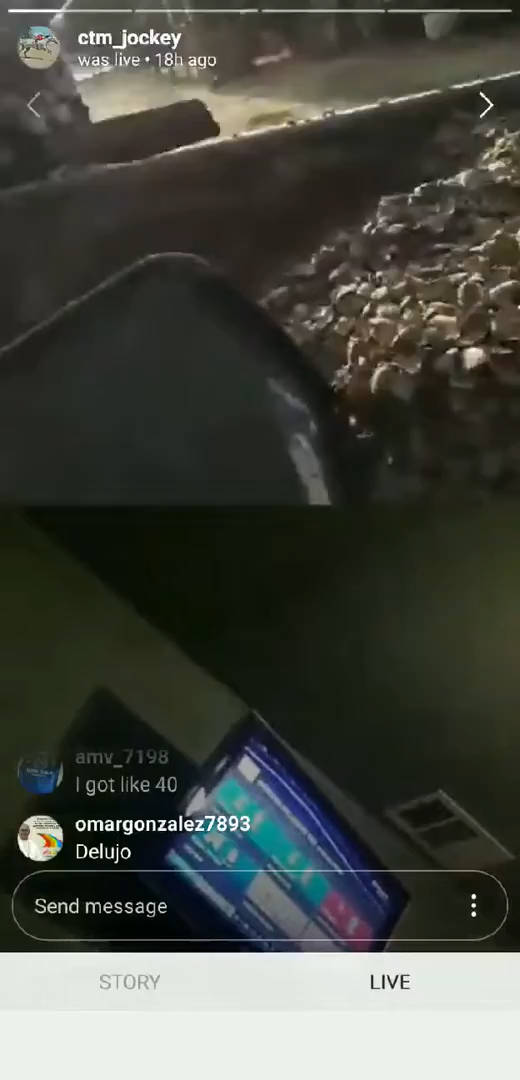 ctm_jockey
was live • 18h ago
amv_7198
I got like 40
omargonzalez7893
Delujo
Send message
STORY
LIVE